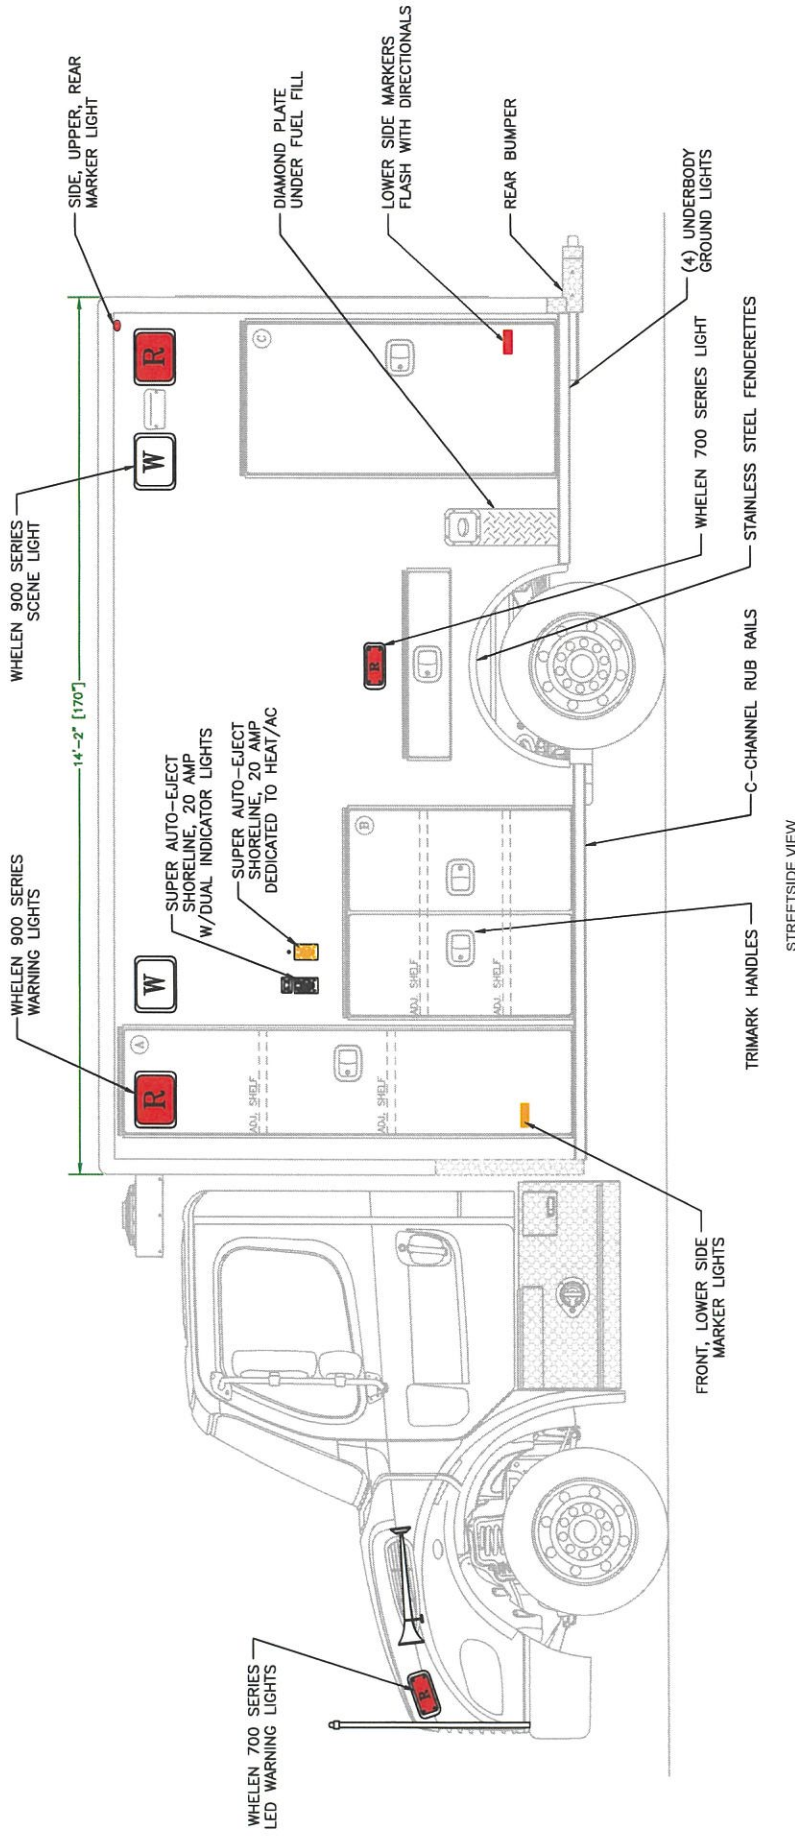 WHELEN 700 SERIES
LED WARNING LIGHTS
WHELEN 900 SERIES
WARNING LIGHTS
14'-2" [170"]
WHELEN 900 SERIES
SCENE LIGHT
SIDE, UPPER, REAR
MARKER LIGHT
R
W
W
R
A
ADJ. SHELF
ADJ. SHELF
SUPER AUTO-EJECT
SHORELINE, 20 AMP
W/DUAL INDICATOR LIGHTS
SUPER AUTO-EJECT
SHORELINE, 20 AMP
DEDICATED TO HEAT/AC
B
ADJ. SHELF
ADJ. SHELF
R
C
DIAMOND PLATE
UNDER FUEL FILL
LOWER SIDE MARKERS
FLASH WITH DIRECTIONALS
REAR BUMPER
R
FRONT, LOWER SIDE
MARKER LIGHTS
TRIMARK HANDLES
C-CHANNEL RUB RAILS
STAINLESS STEEL FENDERETTES
WHELEN 700 SERIES LIGHT
(4) UNDERBODY
GROUND LIGHTS
STREETSIDE VIEW